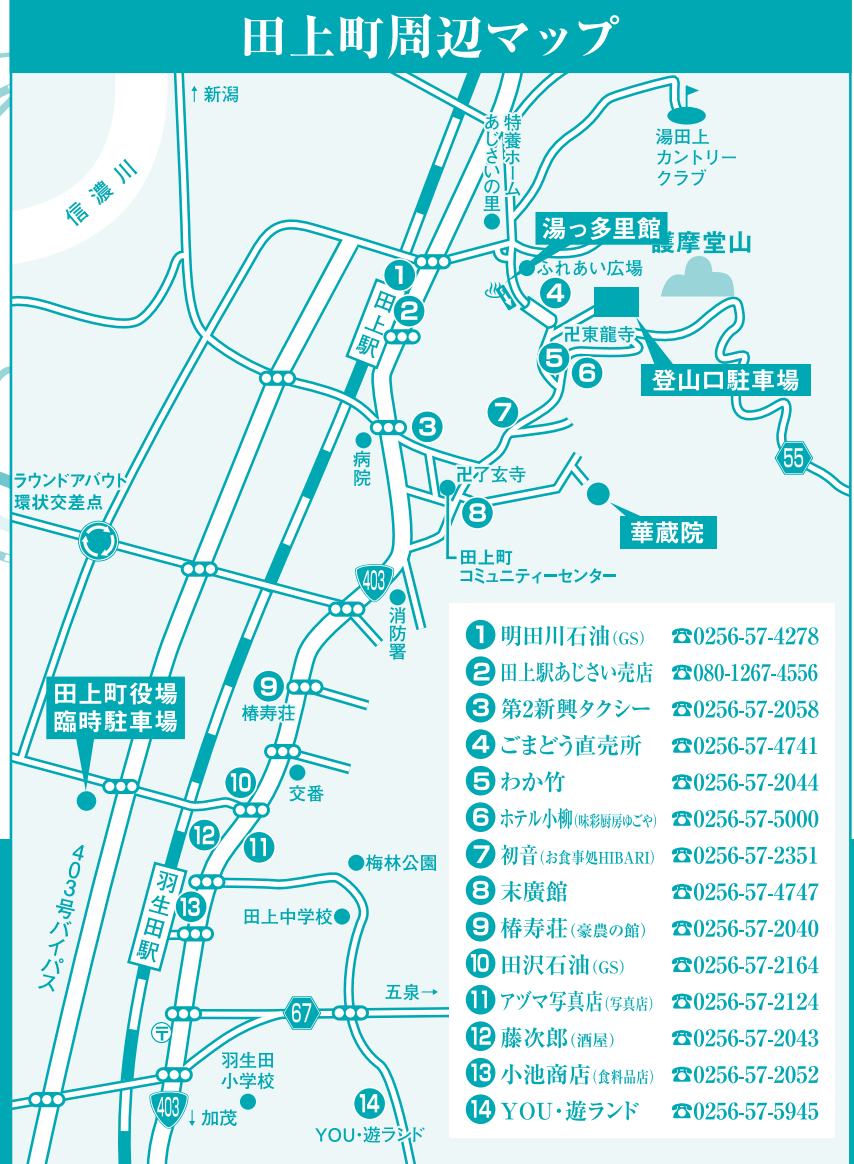 田上町周辺マップ
↑新潟
信濃川
特養ホーム
あじさいの里
湯田上
カントリー
クラブ
湯っ多里館
護摩堂山
ふれあい広場
1
2
田上駅
4
卍東龍寺
5
6
登山口駐車場
7
3
病院
55
卍了玄寺
8
ラウンドアバウト
環状交差点
華蔵院
田上町
コミュニティーセンター
403
消防署
9
椿寿荘
田上町役場
臨時駐車場
10
交番
12
11
403号バイパス
梅林公園
羽生田駅
13
田上中学校
五泉→
67
〒
羽生田
小学校
403
↓加茂
14
YOU・遊ランド
1 明田川石油(GS) ☎0256-57-4278
2 田上駅あじさい売店 ☎080-1267-4556
3 第2新興タクシー ☎0256-57-2058
4 ごまどう直売所 ☎0256-57-4741
5 わか竹 ☎0256-57-2044
6 ホテル小柳(味彩厨房ゆごや) ☎0256-57-5000
7 初音(お食事処HIBARI) ☎0256-57-2351
8 末廣館 ☎0256-57-4747
9 椿寿荘(豪農の館) ☎0256-57-2040
10 田沢石油(GS) ☎0256-57-2164
11 アヅマ写真店(写真店) ☎0256-57-2124
12 藤次郎(酒屋) ☎0256-57-2043
13 小池商店(食料品店) ☎0256-57-2052
14 YOU・遊ランド ☎0256-57-5945